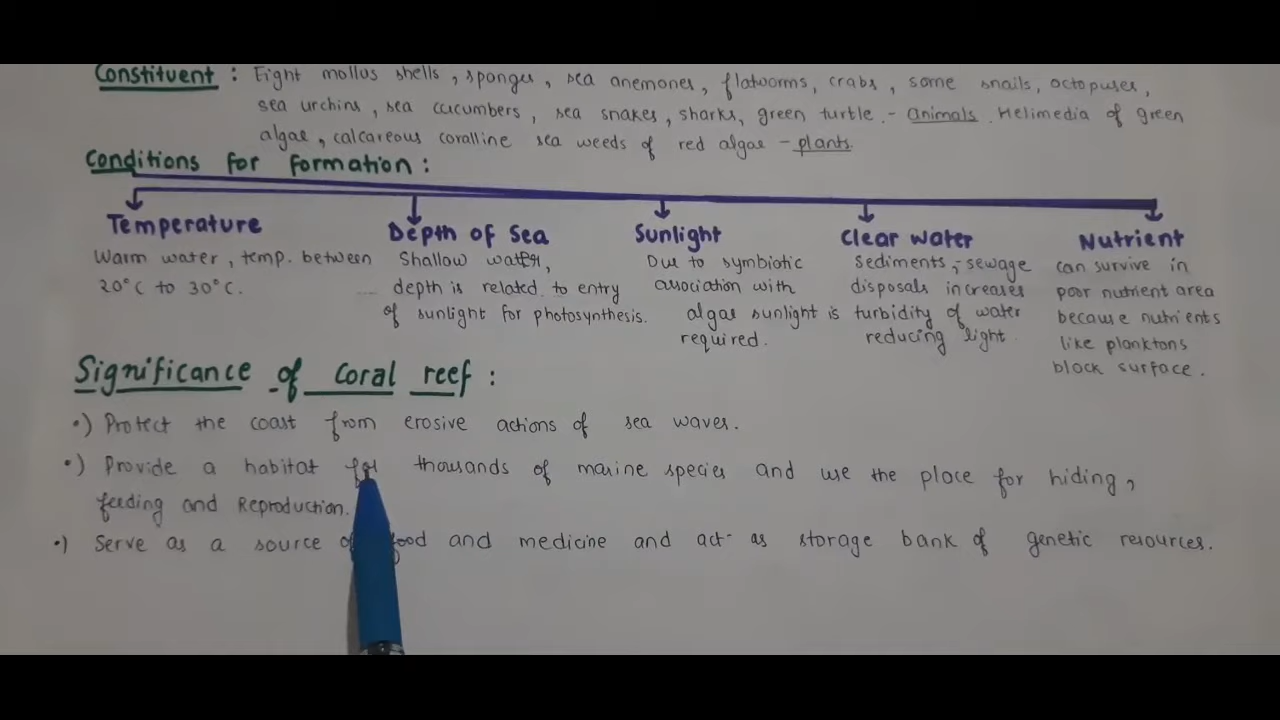 Constituent : Eight mollus shells, sponges, sea anemones, flatworms, crabs, some snails, octopuses,
sea urchins, sea cucumbers, sea snakes, sharks, green turtle. - animals. Helimedia of green
algae, calcareous coralline sea weeds of red algae - plants.
Conditions for formation :
Temperature
Warm water, temp. between
20°C to 30°C.
Depth of Sea
Shallow water,
depth is related to entry
of sunlight for photosynthesis.
Sunlight
Due to symbiotic
association with
algae sunlight is
required.
Clear water
Sediments, sewage
disposals increases
turbidity of water
reducing light
Nutrient
can survive in
poor nutrient area
because nutrients
like planktons
block surface.
Significance of coral reef :
•) Protect the coast from erosive actions of sea waves.
•) Provide a habitat for thousands of marine species and use the place for hiding,
feeding and Reproduction.
•) Serve as a source of food and medicine and act as storage bank of genetic resources.